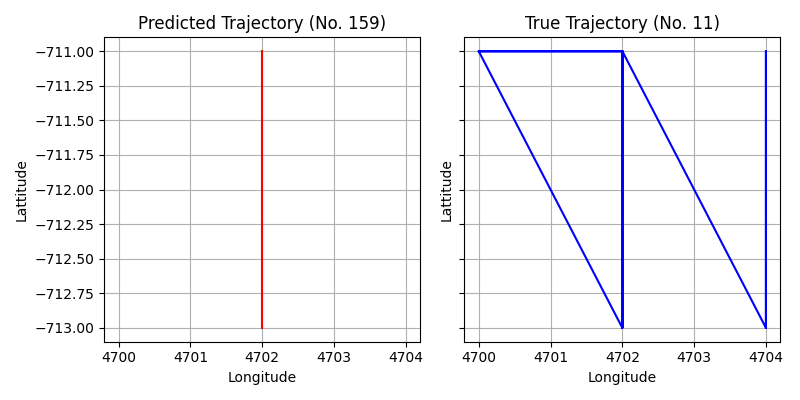 Predicted Trajectory (No. 159)
−711.00
−711.25
−711.50
−711.75
−712.00
−712.25
−712.50
−712.75
−713.00
Lattitude
4700 4701 4702 4703 4704
Longitude
True Trajectory (No. 11)
Lattitude
4700 4701 4702 4703 4704
Longitude